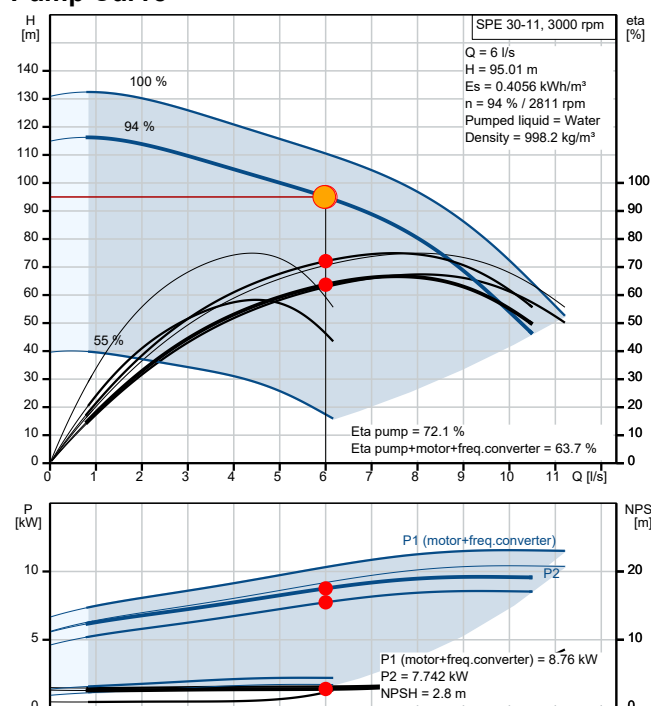 H
[m]
SPE 30-11, 3000 rpm
eta
[%]
Q = 6 l/s
H = 95.01 m
Es = 0.4056 kWh/m³
n = 94 % / 2811 rpm
Pumped liquid = Water
Density = 998.2 kg/m³
140
130
120
110
100
90
80
70
60
50
40
30
20
10
0
100 %
94 %
55 %
100
90
80
70
60
50
40
30
20
10
0
Eta pump = 72.1 %
Eta pump+motor+freq.converter = 63.7 %
0 1 2 3 4 5 6 7 8 9 10 11 Q [l/s]
P
[kW]
NPS
[m]
P1 (motor+freq.converter)
P2
10
5
0
20
10
0
P1 (motor+freq.converter) = 8.76 kW
P2 = 7.742 kW
NPSH = 2.8 m